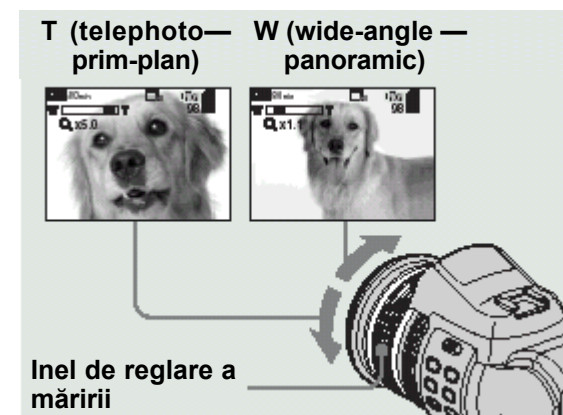 T (telephoto—
prim-plan)
W (wide-angle —
panoramic)
x5.0
98
x1.1
98
Inel de reglare a
măririi